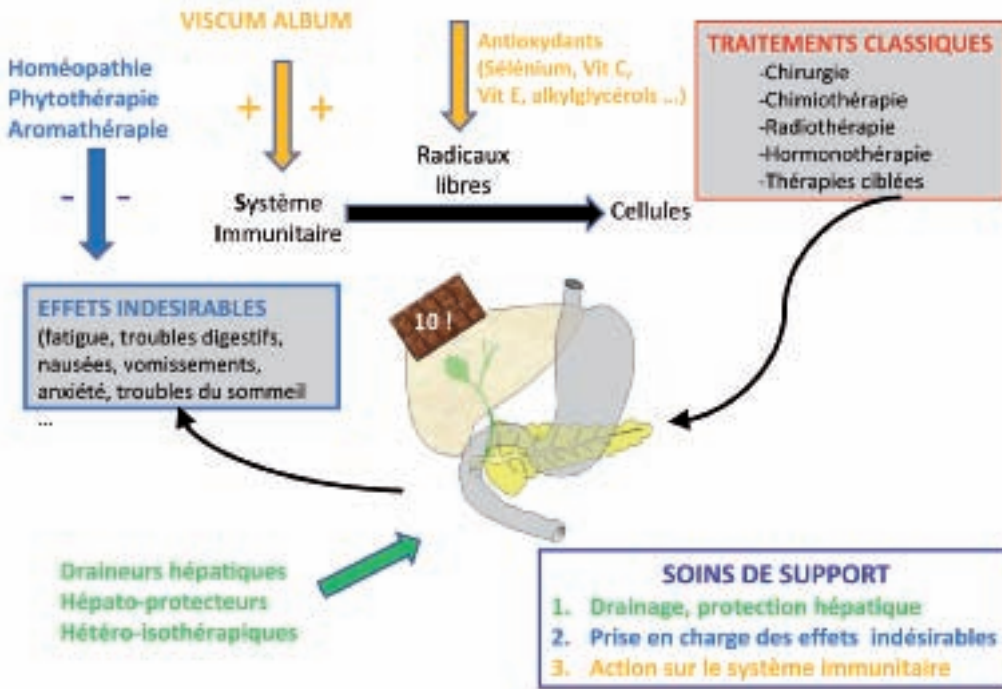 VISCUM ALBUM
Homéopathie
Phytothérapie
Aromathérapie
- -
+ +
Antioxydants
(Sélénium, Vit C,
Vit E, alkylglycérols ...)
TRAITEMENTS CLASSIQUES
-Chirurgie
-Chimiothérapie
-Radiothérapie
-Hormonothérapie
-Thérapies ciblées
Système
Immunitaire
Radicaux
libres
Cellules
EFFETS INDESIRABLES
(fatigue, troubles digestifs,
nausées, vomissements,
anxiété, troubles du sommeil
...
10 !
Draineurs hépatiques
Hépato-protecteurs
Hétéro-isothérapiques
SOINS DE SUPPORT
1. Drainage, protection hépatique
2. Prise en charge des effets indésirables
3. Action sur le système immunitaire